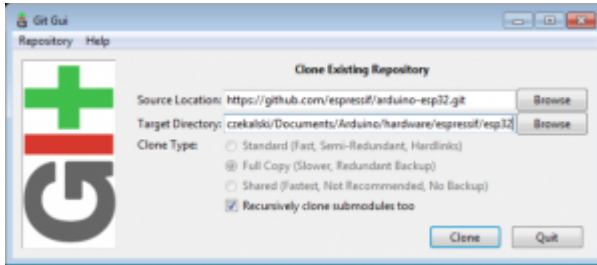 Git Gui
Repository Help
Clone Existing Repository
Source Location: https://github.com/espressif/arduino-esp32.git Browse
Target Directory: czekalski/Documents/Arduino/hardware/espressif/esp32 Browse
Clone Type: Standard (Fast, Semi-Redundant, Hardlinks)
Full Copy (Slower, Redundant Backup)
Shared (Fastest, Not Recommended, No Backup)
Recursively clone submodules too
Clone Quit